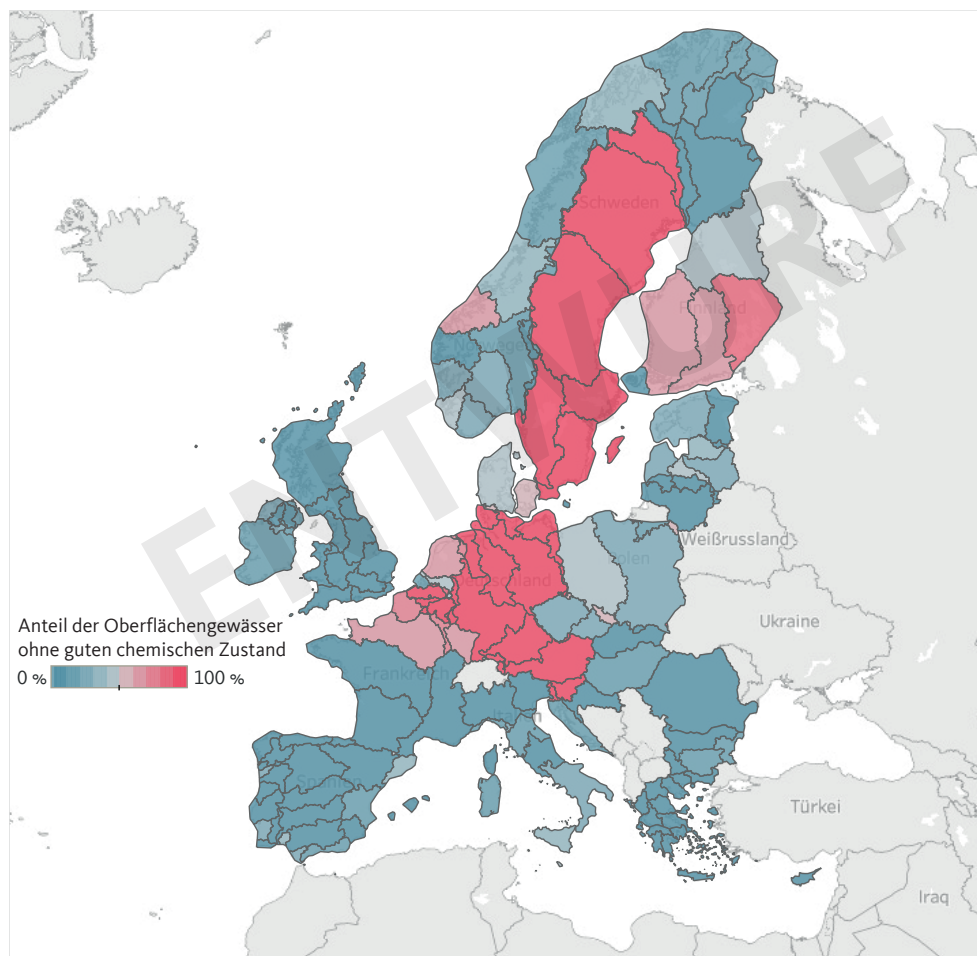 Schweden
Finnland
Norwegen
ENTWURF
Weißrussland
Polen
Deutschland
Ukraine
Anteil der Oberflächengewässer
ohne guten chemischen Zustand
0 % 100 %
Frankreich
Italien
Spanien
Türkei
Iraq